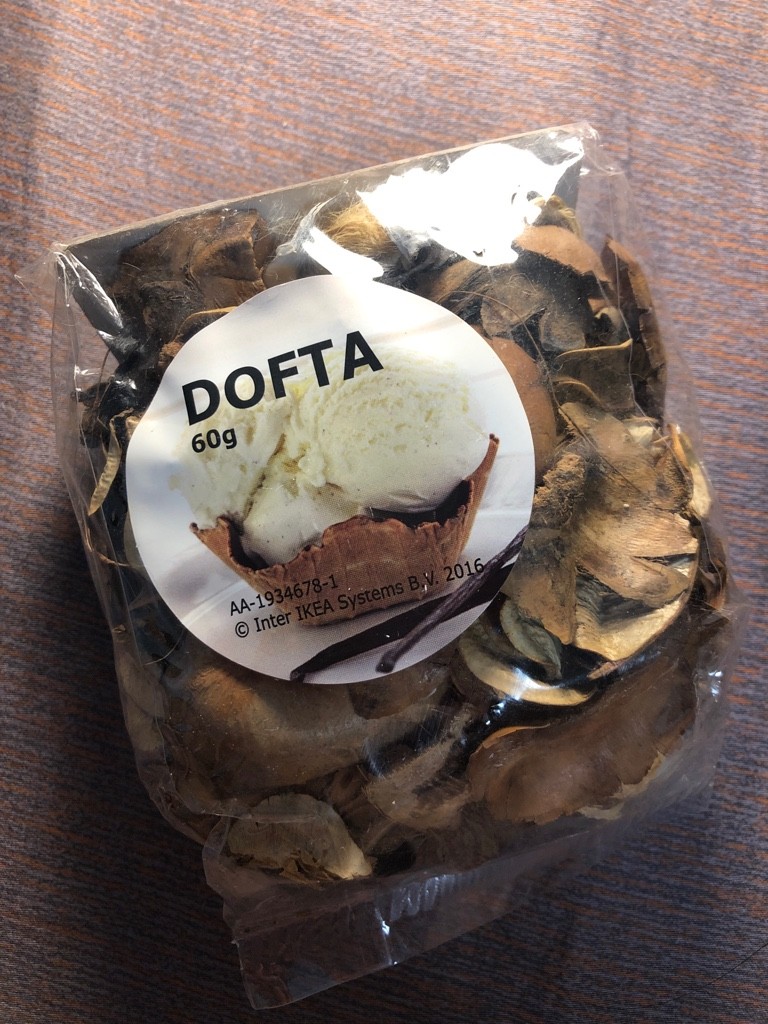 DOFTA
60g
AA-1934678-1
© Inter IKEA Systems B.V. 2016